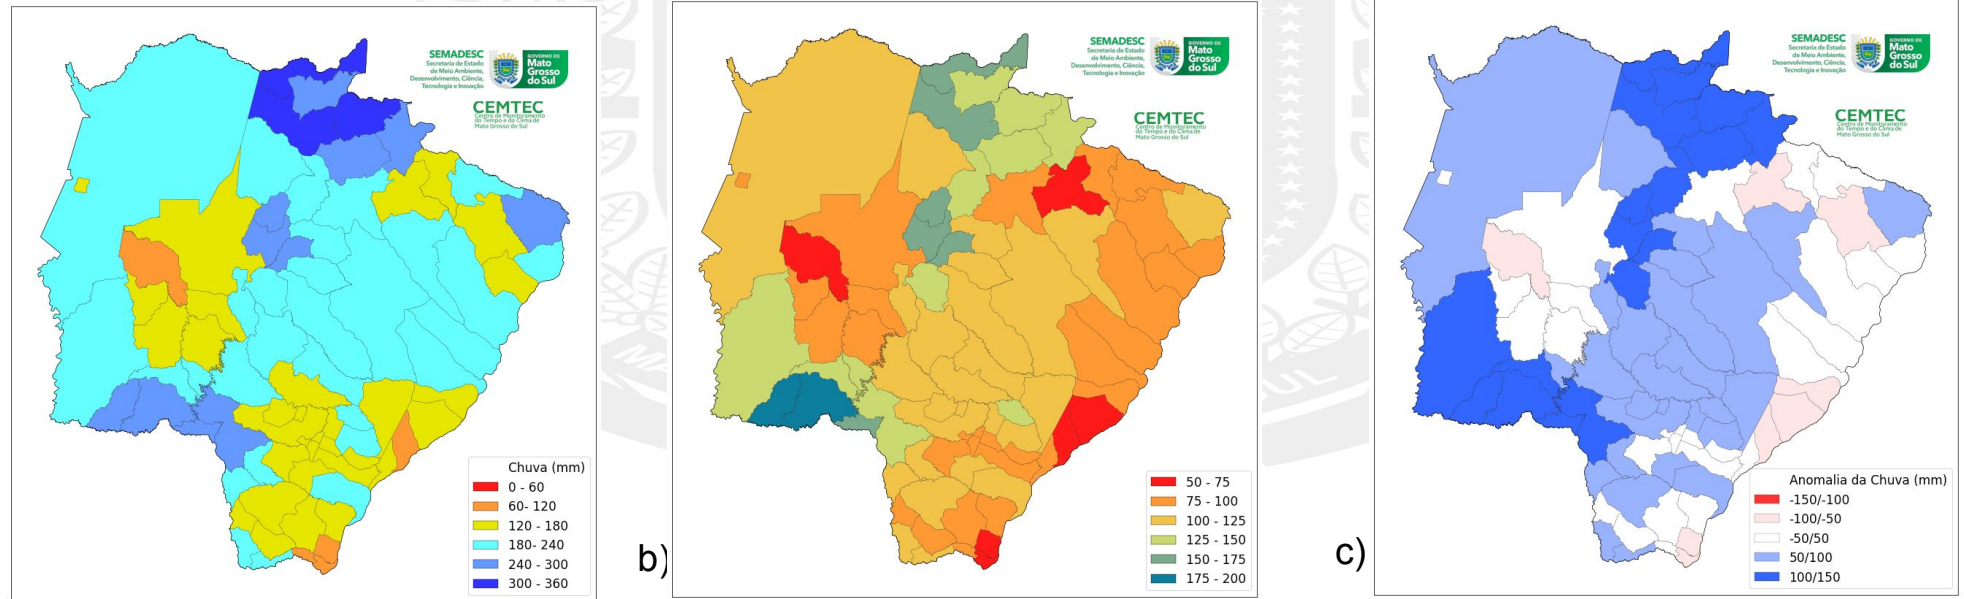 SEMADESC
Secretaria de Estado
de Meio Ambiente,
Desenvolvimento, Ciência,
Tecnologia e Inovação
GOVERNO DE
Mato
Grosso
do Sul
CEMTEC
Centro de Monitoramento
do Tempo e do Clima de
Mato Grosso do Sul
Chuva (mm)
0 - 60
60- 120
120 - 180
180- 240
240 - 300
300 - 360
b)
SEMADESC
Secretaria de Estado
de Meio Ambiente,
Desenvolvimento, Ciência,
Tecnologia e Inovação
GOVERNO DE
Mato
Grosso
do Sul
CEMTEC
Centro de Monitoramento
do Tempo e do Clima de
Mato Grosso do Sul
50 - 75
75 - 100
100 - 125
125 - 150
150 - 175
175 - 200
c)
SEMADESC
Secretaria de Estado
de Meio Ambiente,
Desenvolvimento, Ciência,
Tecnologia e Inovação
GOVERNO DE
Mato
Grosso
do Sul
CEMTEC
Centro de Monitoramento
do Tempo e do Clima de
Mato Grosso do Sul
Anomalia da Chuva (mm)
-150/-100
-100/-50
-50/50
50/100
100/150